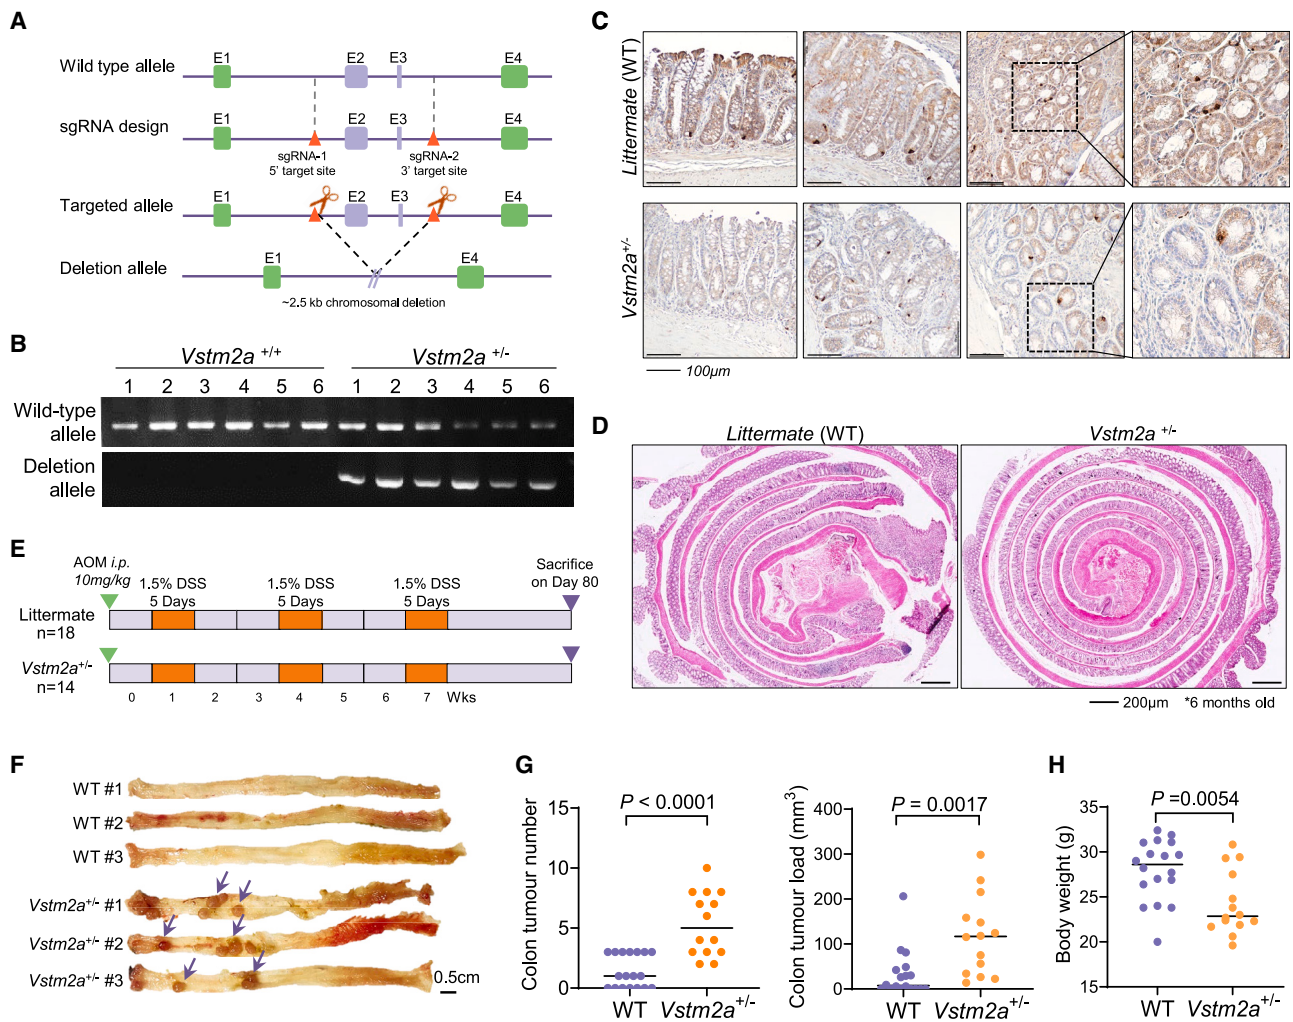 A
Wild type allele
E1
E2
E3
E4
sgRNA design
E1
E2
E3
E4
sgRNA-1
5’ target site
sgRNA-2
3’ target site
Targeted allele
E1
E2
E3
E4
Deletion allele
E1
E4
~2.5 kb chromosomal deletion
B
Vstm2a +/+
Vstm2a +/-
1 2 3 4 5 6 1 2 3 4 5 6
Wild-type
allele
Deletion
allele
C
Littermate (WT)
Vstm2a+/-
100µm
D
Littermate (WT)
Vstm2a +/-
200µm
*6 months old
E
AOM i.p.
10mg/kg
1.5% DSS
5 Days
1.5% DSS
5 Days
1.5% DSS
5 Days
Sacrifice
on Day 80
Littermate
n=18
Vstm2a+/-
n=14
0 1 2 3 4 5 6 7 Wks
F
WT #1
WT #2
WT #3
Vstm2a+/- #1
Vstm2a+/- #2
Vstm2a+/- #3
0.5cm
G
Colon tumour number
15
10
5
0
P < 0.0001
WT
Vstm2a+/-
Colon tumour load (mm3)
400
300
200
100
0
P = 0.0017
WT
Vstm2a+/-
H
Body weight (g)
35
30
25
20
15
P =0.0054
WT
Vstm2a+/-